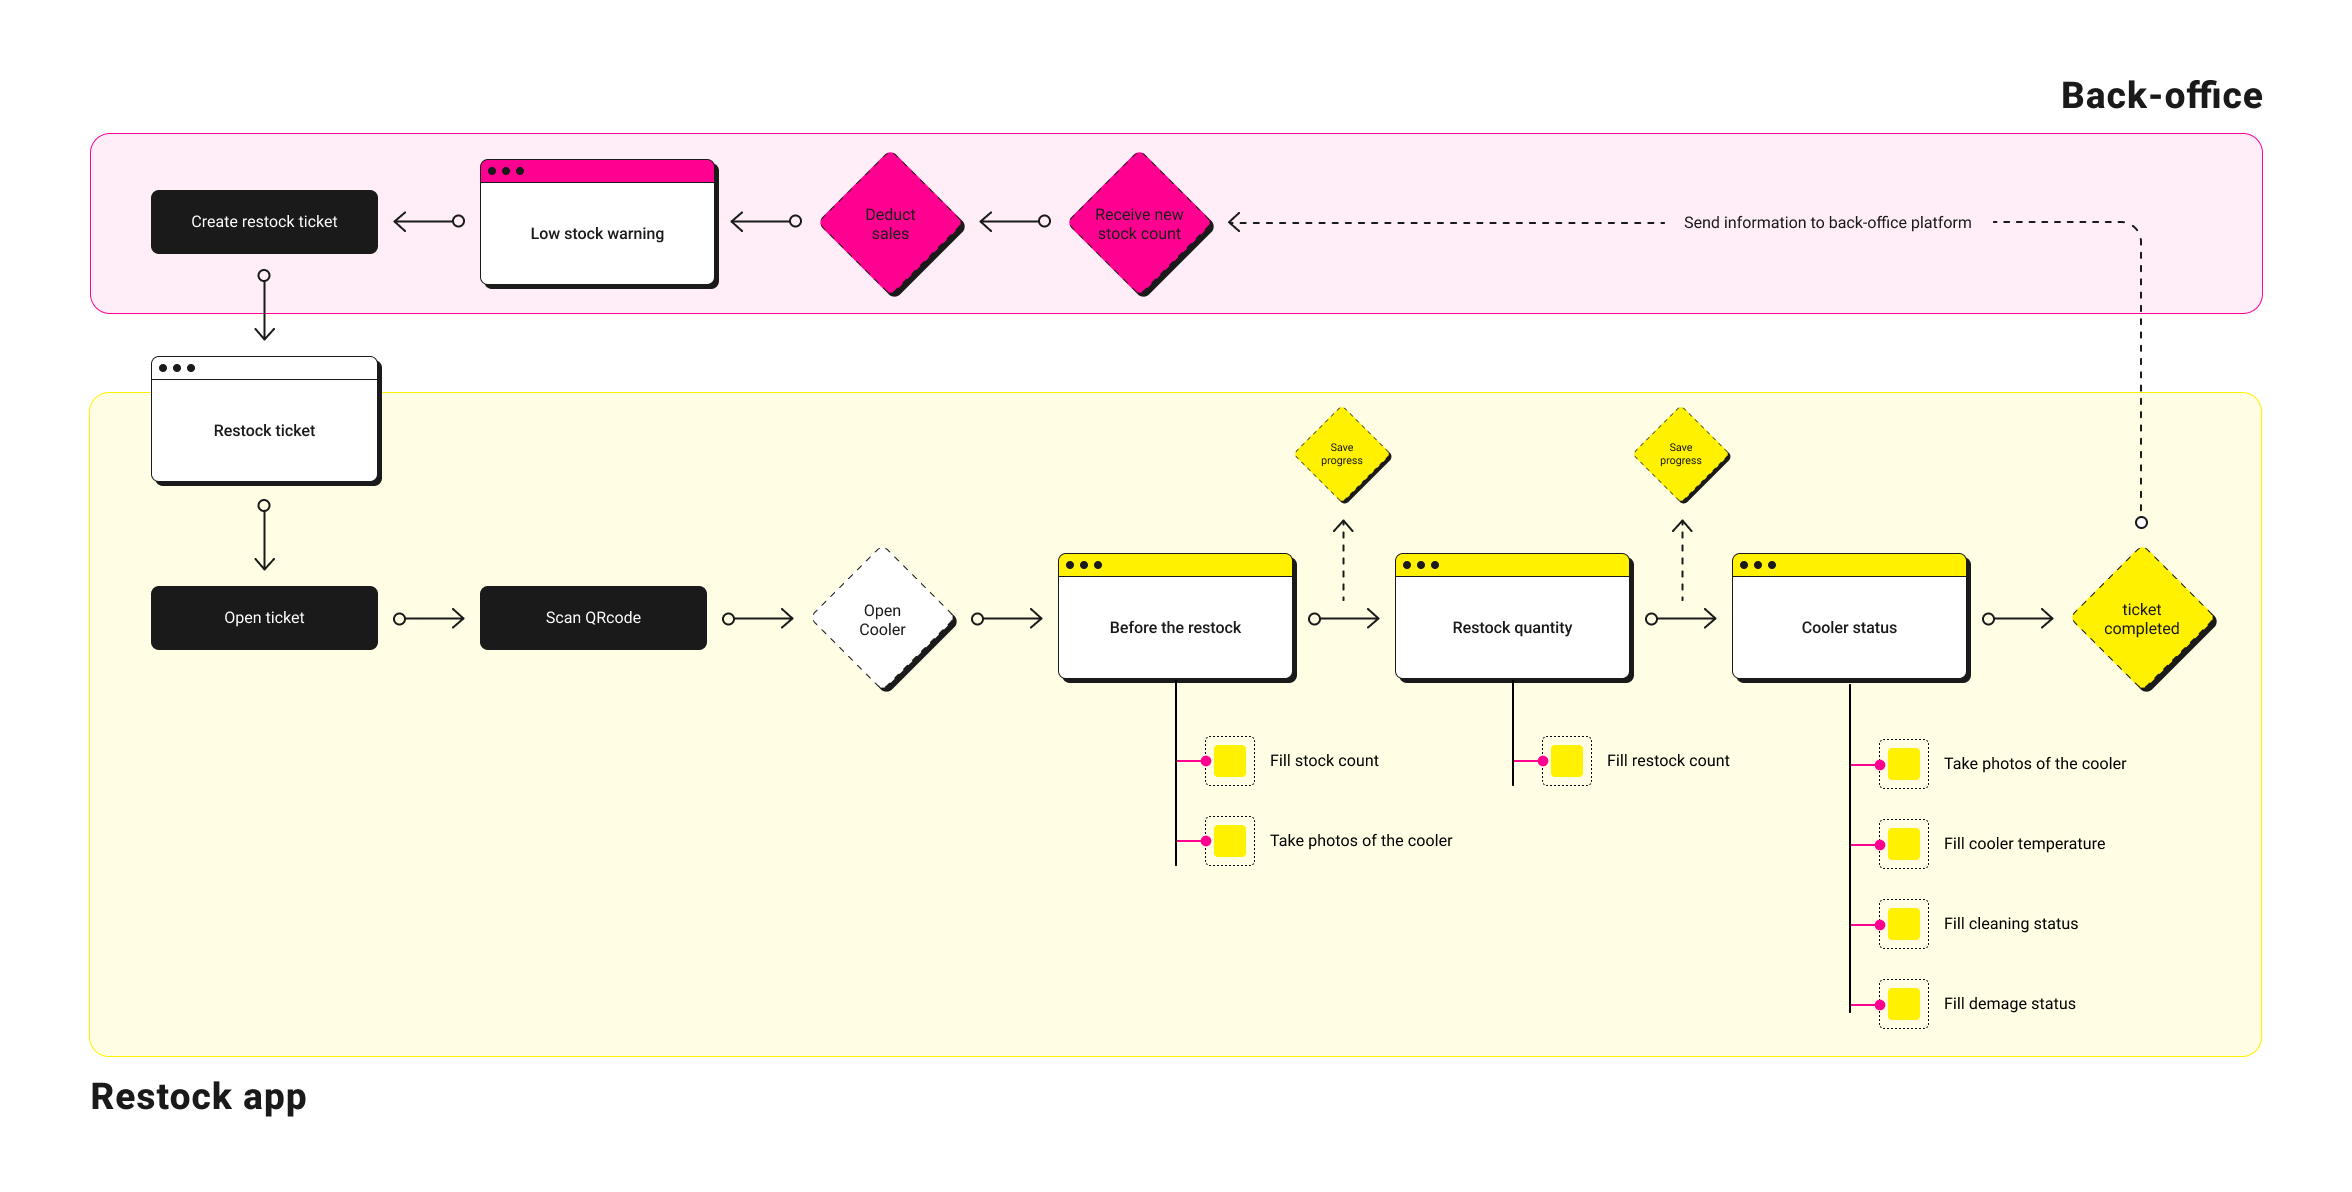 Back-office
Create restock ticket
Low stock warning
Deduct
sales
Receive new
stock count
Send information to back-office platform
Restock ticket
Save
progress
Save
progress
Open ticket
Scan QRcode
Open
Cooler
Before the restock
Restock quantity
Cooler status
ticket
completed
Fill stock count
Take photos of the cooler
Fill restock count
Take photos of the cooler
Fill cooler temperature
Fill cleaning status
Fill demage status
Restock app